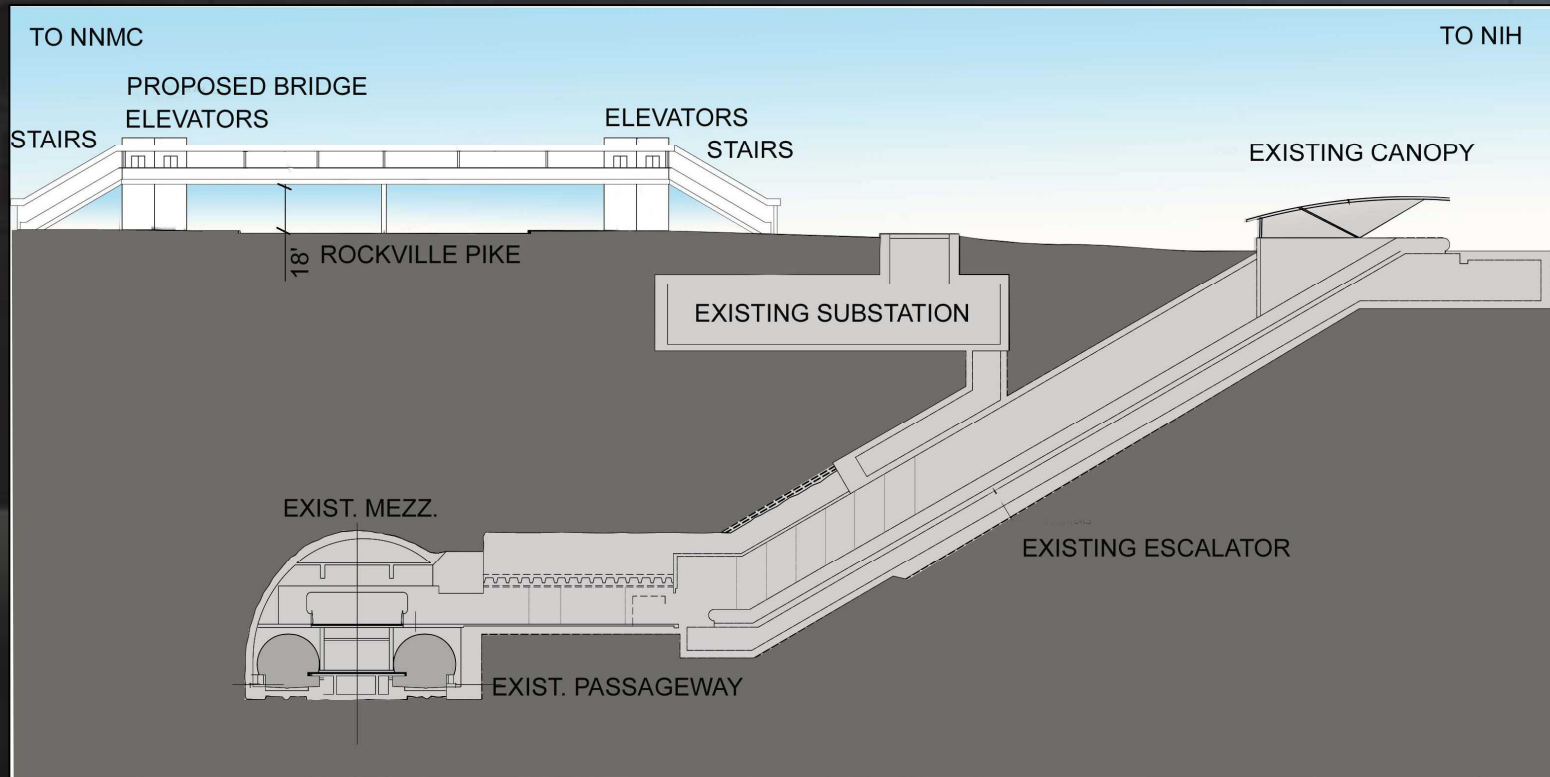 TO NNMC
TO NIH
PROPOSED BRIDGE
ELEVATORS
ELEVATORS
STAIRS
STAIRS
EXISTING CANOPY
18'
ROCKVILLE PIKE
EXISTING SUBSTATION
EXIST. MEZZ.
EXISTING ESCALATOR
EXIST. PASSAGEWAY